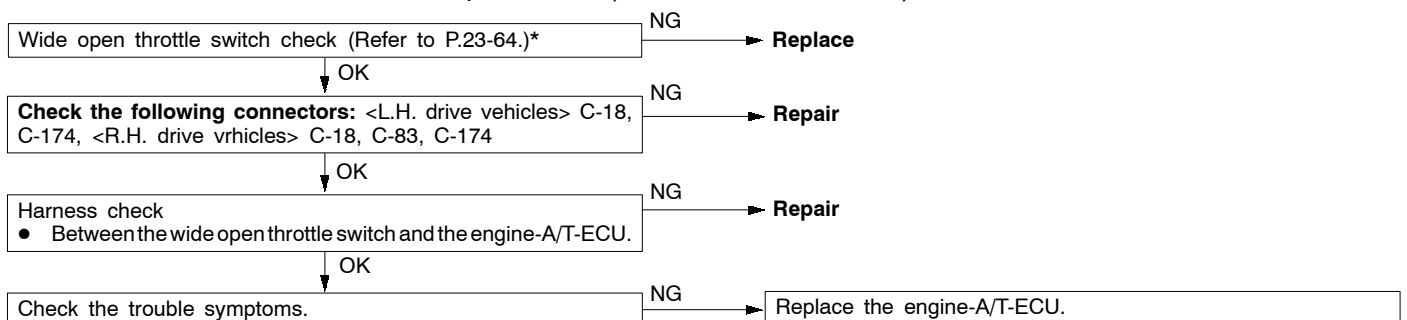 NG
Wide open throttle switch check (Refer to P.23-64.)*
Replace
OK
NG
Check the following connectors: <L.H. drive vehicles> C-18,
C-174, <R.H. drive vrhicles> C-18, C-83, C-174
Repair
OK
NG
Harness check
● Between the wide open throttle switch and the engine-A/T-ECU.
Repair
OK
NG
Check the trouble symptoms.
Replace the engine-A/T-ECU.